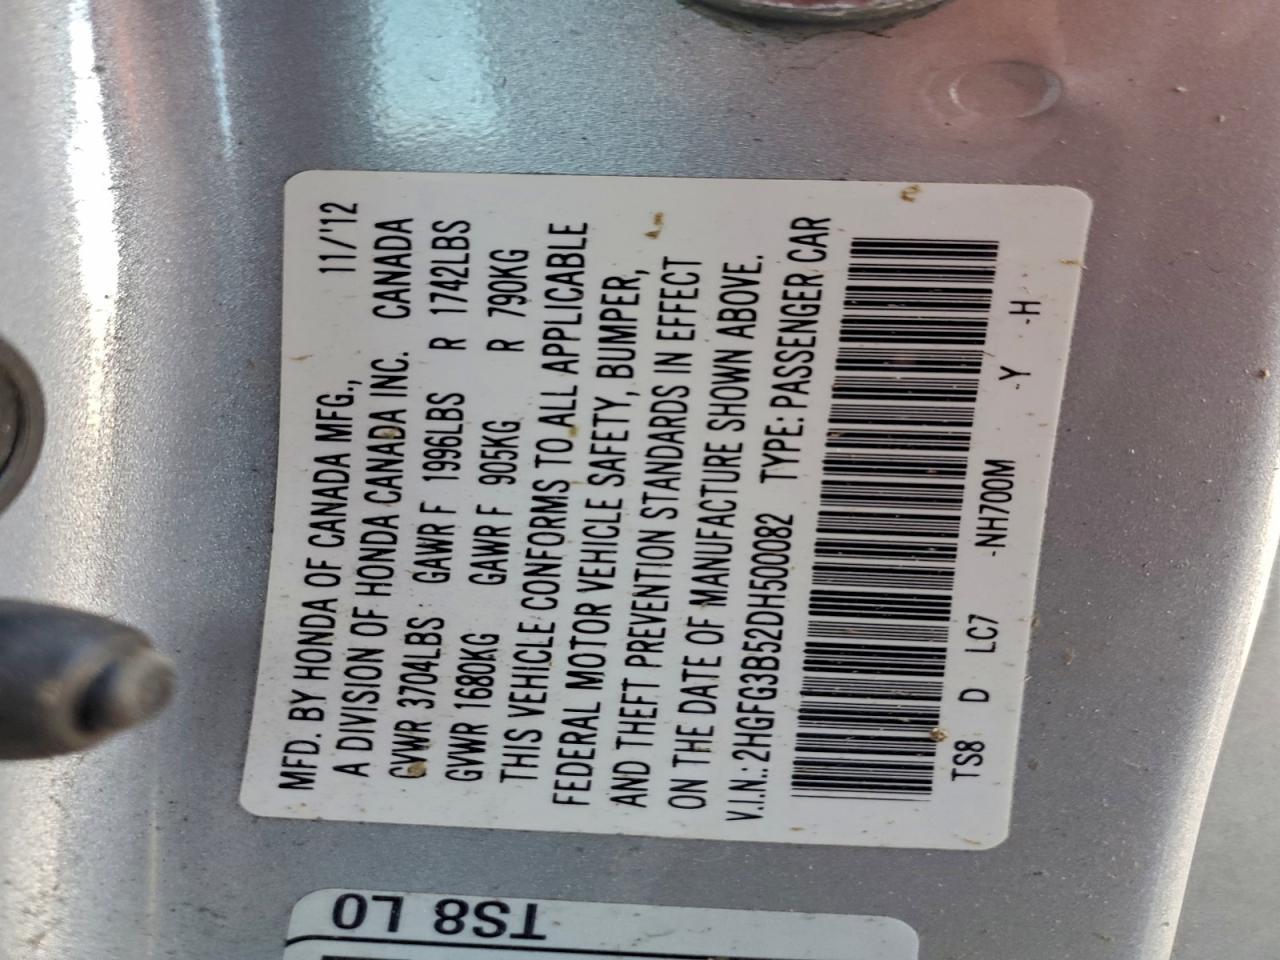 MFD. BY HONDA OF CANADA MFG., 11/'12
A DIVISION OF HONDA CANADA INC. CANADA
GVWR 3704LBS GAWR F 1996LBS R 1742LBS
GVWR 1680KG GAWR F 905KG R 790KG
THIS VEHICLE CONFORMS TO ALL APPLICABLE
FEDERAL MOTOR VEHICLE SAFETY, BUMPER,
AND THEFT PREVENTION STANDARDS IN EFFECT
ON THE DATE OF MANUFACTURE SHOWN ABOVE.
V.I.N.: 2HGFG3B52DH500082 TYPE: PASSENGER CAR
TS8 D LC7 -NH700M -Y -H
TS8 L0